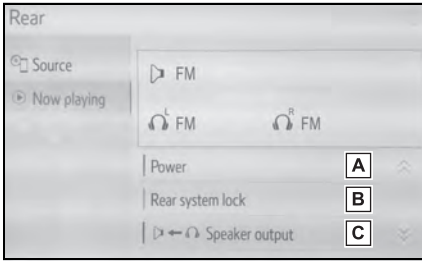 Rear
Source
Now playing
FM
L FM R FM
Power A
Rear system lock B
Speaker output C